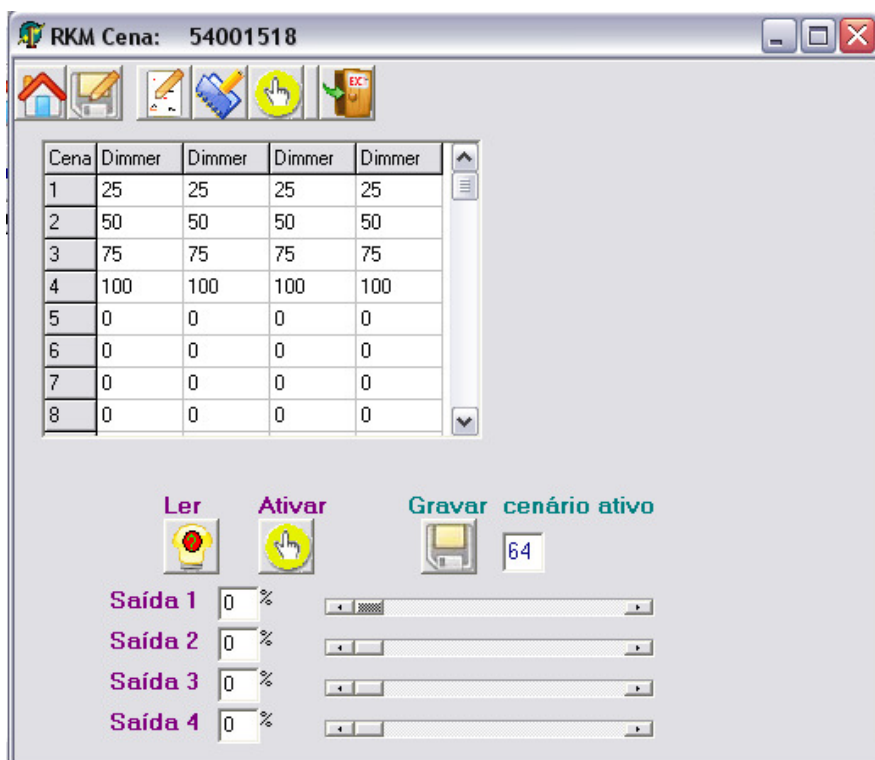 RKM Cena: 54001518
EXIT
Cena Dimmer Dimmer Dimmer Dimmer
1 25 25 25 25
2 50 50 50 50
3 75 75 75 75
4 100 100 100 100
5 0 0 0 0
6 0 0 0 0
7 0 0 0 0
8 0 0 0 0
Ler Ativar Gravar cenário ativo
64
Saída 1 0 %
Saída 2 0 %
Saída 3 0 %
Saída 4 0 %